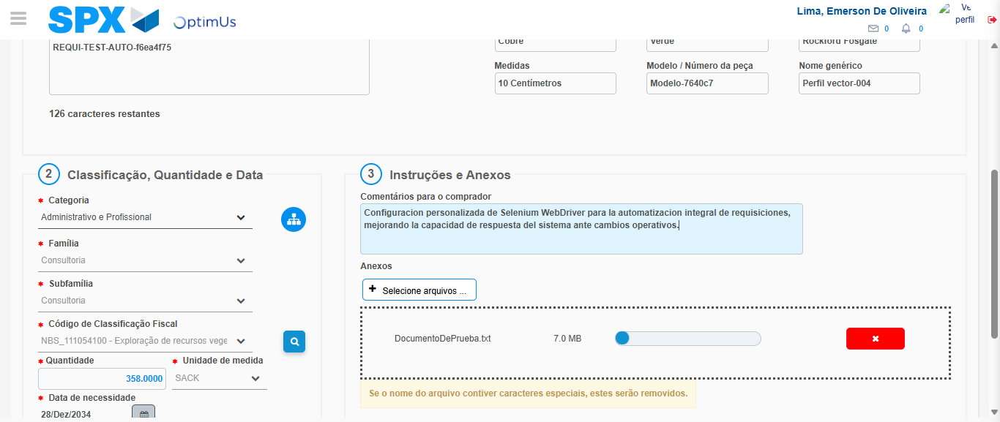 SPX
OptimUs
Lima, Emerson De Oliveira
0
0
perfil
REQUI-TEST-AUTO-f6ea4f75
126 caracteres restantes
Cobre
Verde
Rockford Fosgate
Medidas
Modelo / Número da peça
Nome genérico
10 Centímetros
Modelo-7640c7
Perfil vector-004
2
Classificação, Quantidade e Data
* Categoria
Administrativo e Profissional
* Família
Consultoria
* Subfamília
Consultoria
* Código de Classificação Fiscal
NBS_111054100 - Exploração de recursos vege
* Quantidade
* Unidade de medida
358.0000
SACK
* Data de necessidade
28/Dez/2034
3
Instruções e Anexos
Comentários para o comprador
Configuracion personalizada de Selenium WebDriver para la automatizacion integral de requisiciones,
mejorando la capacidad de respuesta del sistema ante cambios operativos.
Anexos
+ Selecione arquivos ...
DocumentoDePrueba.txt
7.0 MB
Se o nome do arquivo contiver caracteres especiais, estes serão removidos.